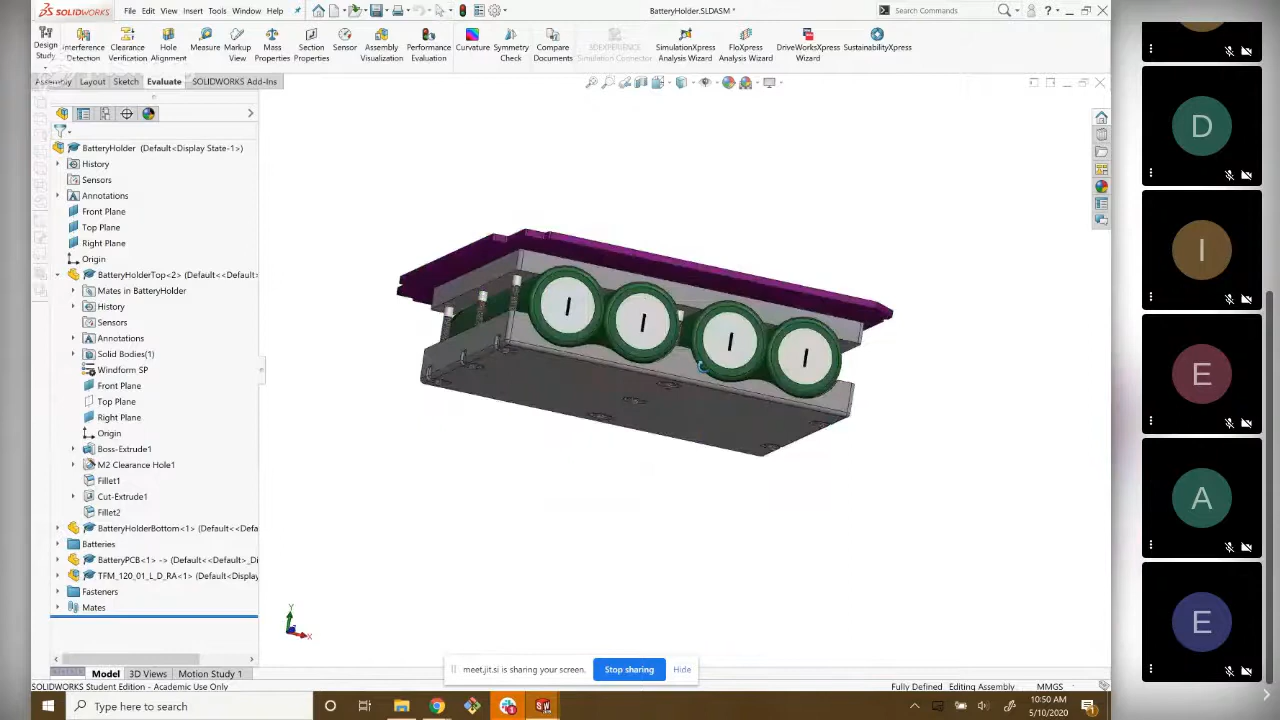 SOLIDWORKS File Edit View Insert Tools Window Help BatteryHolder.SLDASM * Search Commands
Design Study
Interference Detection
Clearance Verification
Hole Alignment
Measure
Markup View
Mass Properties
Section Properties
Sensor
Assembly Visualization
Performance Evaluation
Curvature
Symmetry Check
Compare Documents
3DEXPERIENCE Simulation Connector
SimulationXpress Analysis Wizard
FloXpress Analysis Wizard
DriveWorksXpress Wizard
SustainabilityXpress
Assembly Layout Sketch Evaluate SOLIDWORKS Add-Ins
BatteryHolder (Default<Display State-1>)
History
Sensors
Annotations
Front Plane
Top Plane
Right Plane
Origin
BatteryHolderTop<2> (Default<<Default>
Mates in BatteryHolder
History
Sensors
Annotations
Solid Bodies(1)
Windform SP
Front Plane
Top Plane
Right Plane
Origin
Boss-Extrude1
M2 Clearance Hole1
Fillet1
Cut-Extrude1
Fillet2
BatteryHolderBottom<1> (Default<<Defa
Batteries
BatteryPCB<1> -> (Default<<Default>_Di
TFM_120_01_L_D_RA<1> (Default<Display
Fasteners
Mates
Y
X
Model 3D Views Motion Study 1
meet.jit.si is sharing your screen. Stop sharing Hide
SOLIDWORKS Student Edition - Academic Use Only Fully Defined Editing Assembly MMGS
Type here to search
10:50 AM
5/10/2020
D
I
E
A
E